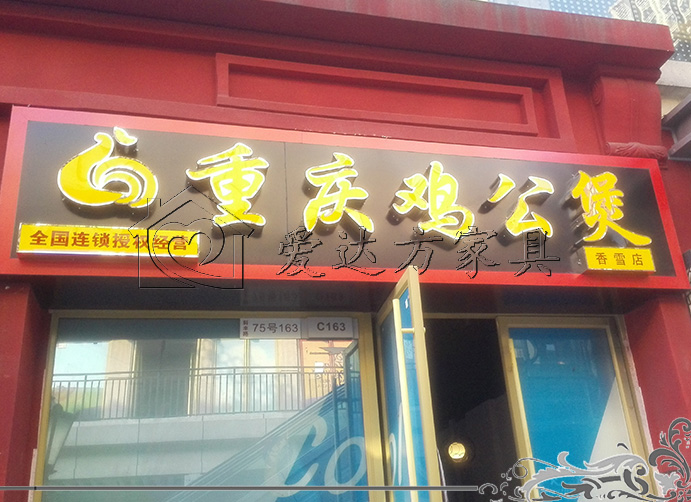 重庆鸡公煲
全国连锁授权经营
香雪店
爱达方家具
75号163
C163